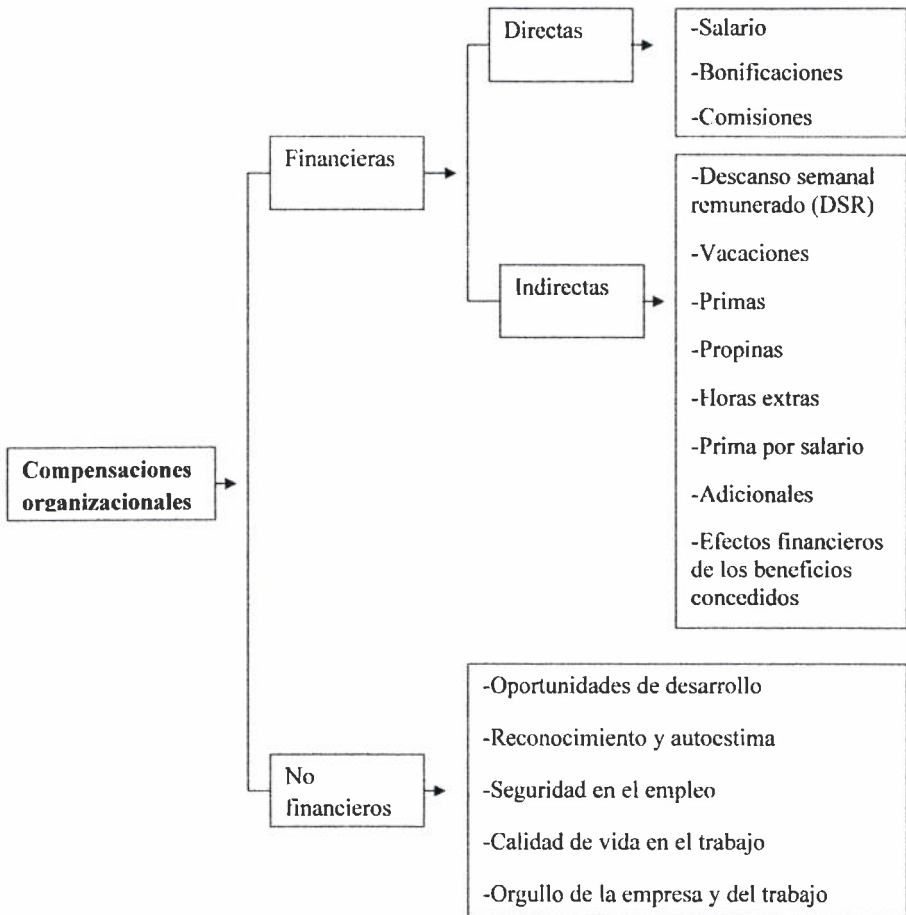 Directas
-Salario
-Bonificaciones
-Comisiones
Financieras
-Descanso semanal
remunerado (DSR)
-Vacaciones
-Primas
-Propinas
-Horas extras
-Prima por salario
-Adicionales
-Efectos financieros
de los beneficios
concedidos
Indirectas
Compensaciones
organizacionales
No
financieros
-Oportunidades de desarrollo
-Reconocimiento y autoestima
-Seguridad en el empleo
-Calidad de vida en el trabajo
-Orgullo de la empresa y del trabajo